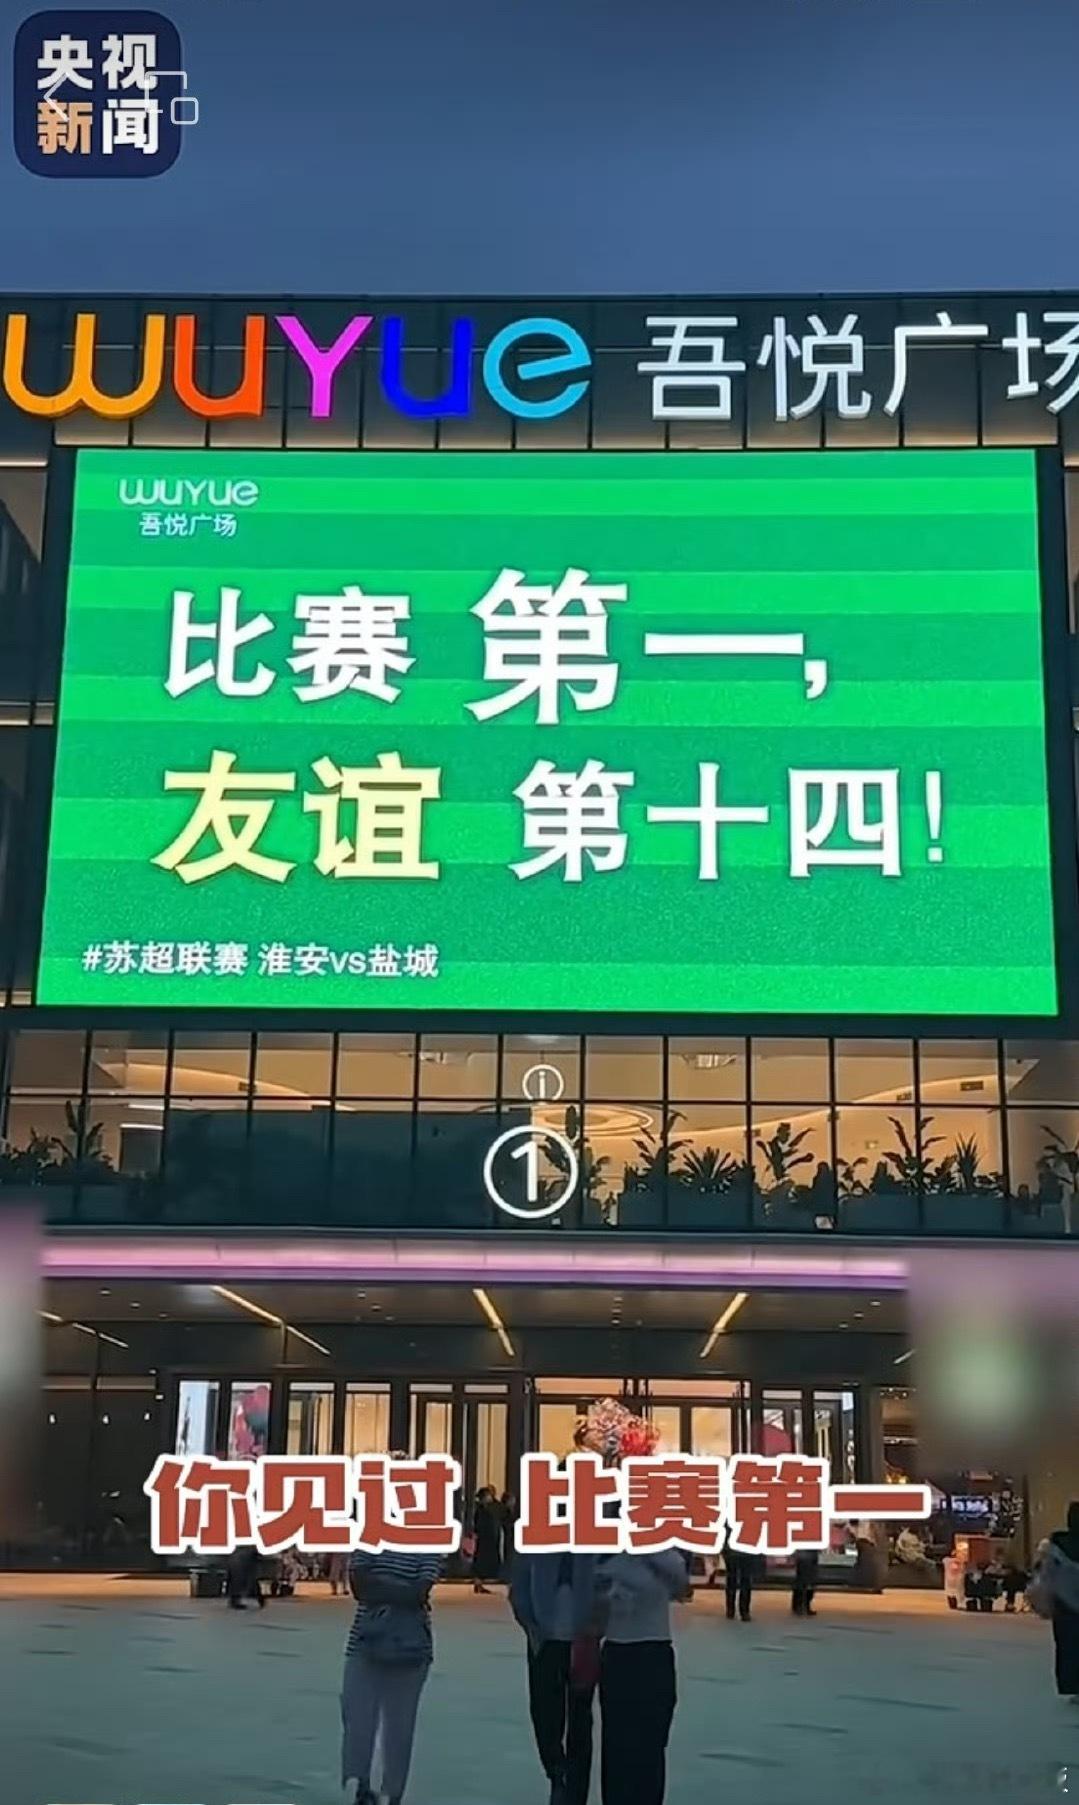 央视
新闻
wuYue 吾悦广场
wuYue
吾悦广场
比赛 第一,
友谊 第十四!
#苏超联赛 淮安vs盐城
i
1
你见过 比赛第一